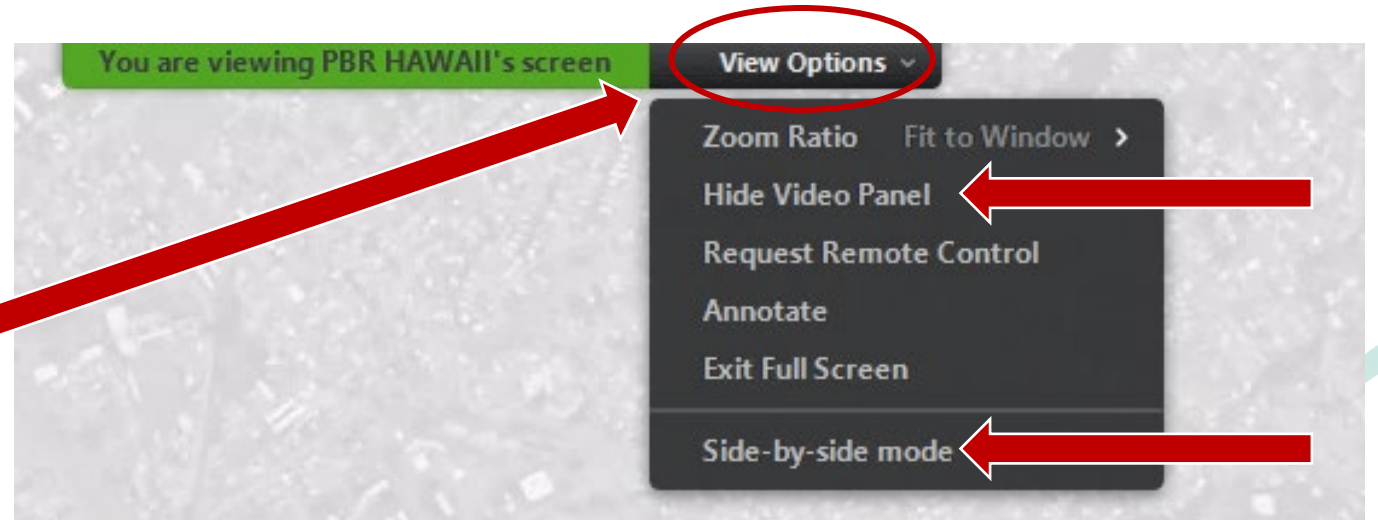 You are viewing PBR HAWAII's screen View Options
Zoom Ratio Fit to Window >
Hide Video Panel
Request Remote Control
Annotate
Exit Full Screen
Side-by-side mode